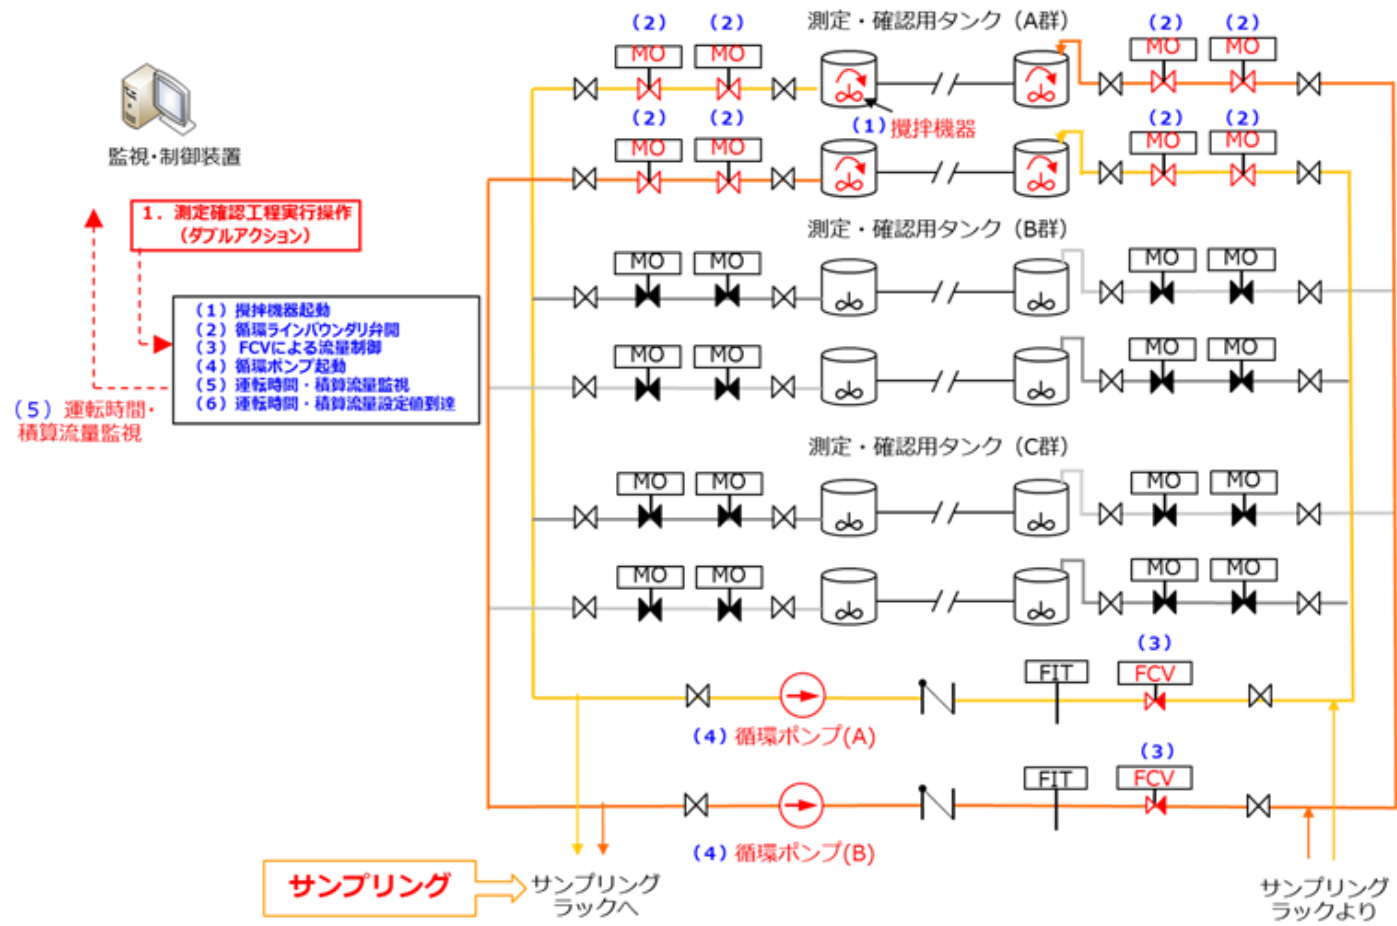 測定・確認用タンク（A群）
（2）
（2）
（2）
（2）
MO
MO
MO
MO
（1）攪拌機器
（2）
（2）
（2）
（2）
MO
MO
MO
MO
監視・制御装置
1．測定確認工程実行操作
（ダブルアクション）
測定・確認用タンク（B群）
MO
MO
MO
MO
（1）攪拌機器起動
（2）循環ラインバウンダリ弁開
（3）FCVによる流量制御
（4）循環ポンプ起動
（5）運転時間・積算流量監視
（6）運転時間・積算流量設定値到達
MO
MO
MO
MO
（5）運転時間・
積算流量監視
測定・確認用タンク（C群）
MO
MO
MO
MO
MO
MO
MO
MO
（3）
FIT
FCV
（4）循環ポンプ(A)
（3）
FIT
FCV
（4）循環ポンプ(B)
サンプリング
サンプリング
ラックへ
サンプリング
ラックより